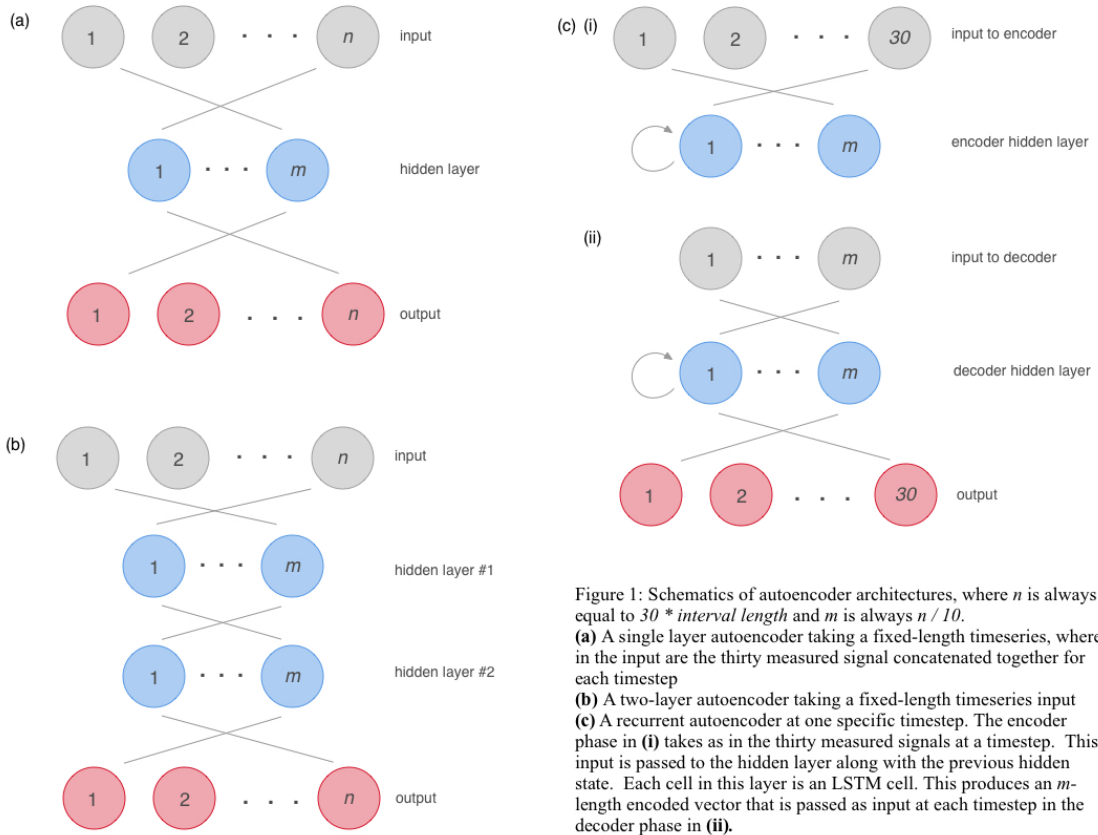 (a)
1 2 . . . n input
1 . . . m hidden layer
1 2 . . . n output
(b)
1 2 . . . n input
1 . . . m hidden layer #1
1 . . . m hidden layer #2
1 2 . . . n output
(c) (i)
1 2 . . . 30 input to encoder
1 . . . m encoder hidden layer
(ii)
1 . . . m input to decoder
1 . . . m decoder hidden layer
1 2 . . . 30 output
Figure 1: Schematics of autoencoder architectures, where n is always
equal to 30 * interval length and m is always n / 10.
(a) A single layer autoencoder taking a fixed-length timeseries, where
in the input are the thirty measured signal concatenated together for
each timestep
(b) A two-layer autoencoder taking a fixed-length timeseries input
(c) A recurrent autoencoder at one specific timestep. The encoder
phase in (i) takes as in the thirty measured signals at a timestep. This
input is passed to the hidden layer along with the previous hidden
state. Each cell in this layer is an LSTM cell. This produces an m-
length encoded vector that is passed as input at each timestep in the
decoder phase in (ii).